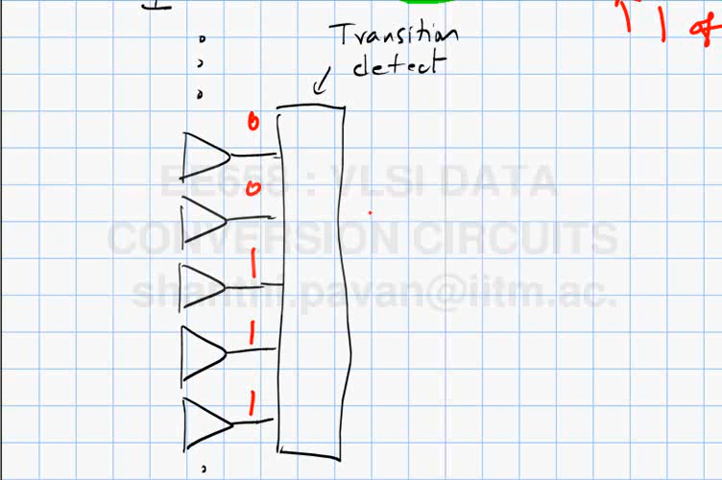 Transition
detect
0
0
1
1
1
EE658 : VLSI DATA
CONVERSION CIRCUITS
shanthi.pavan@iitm.ac.